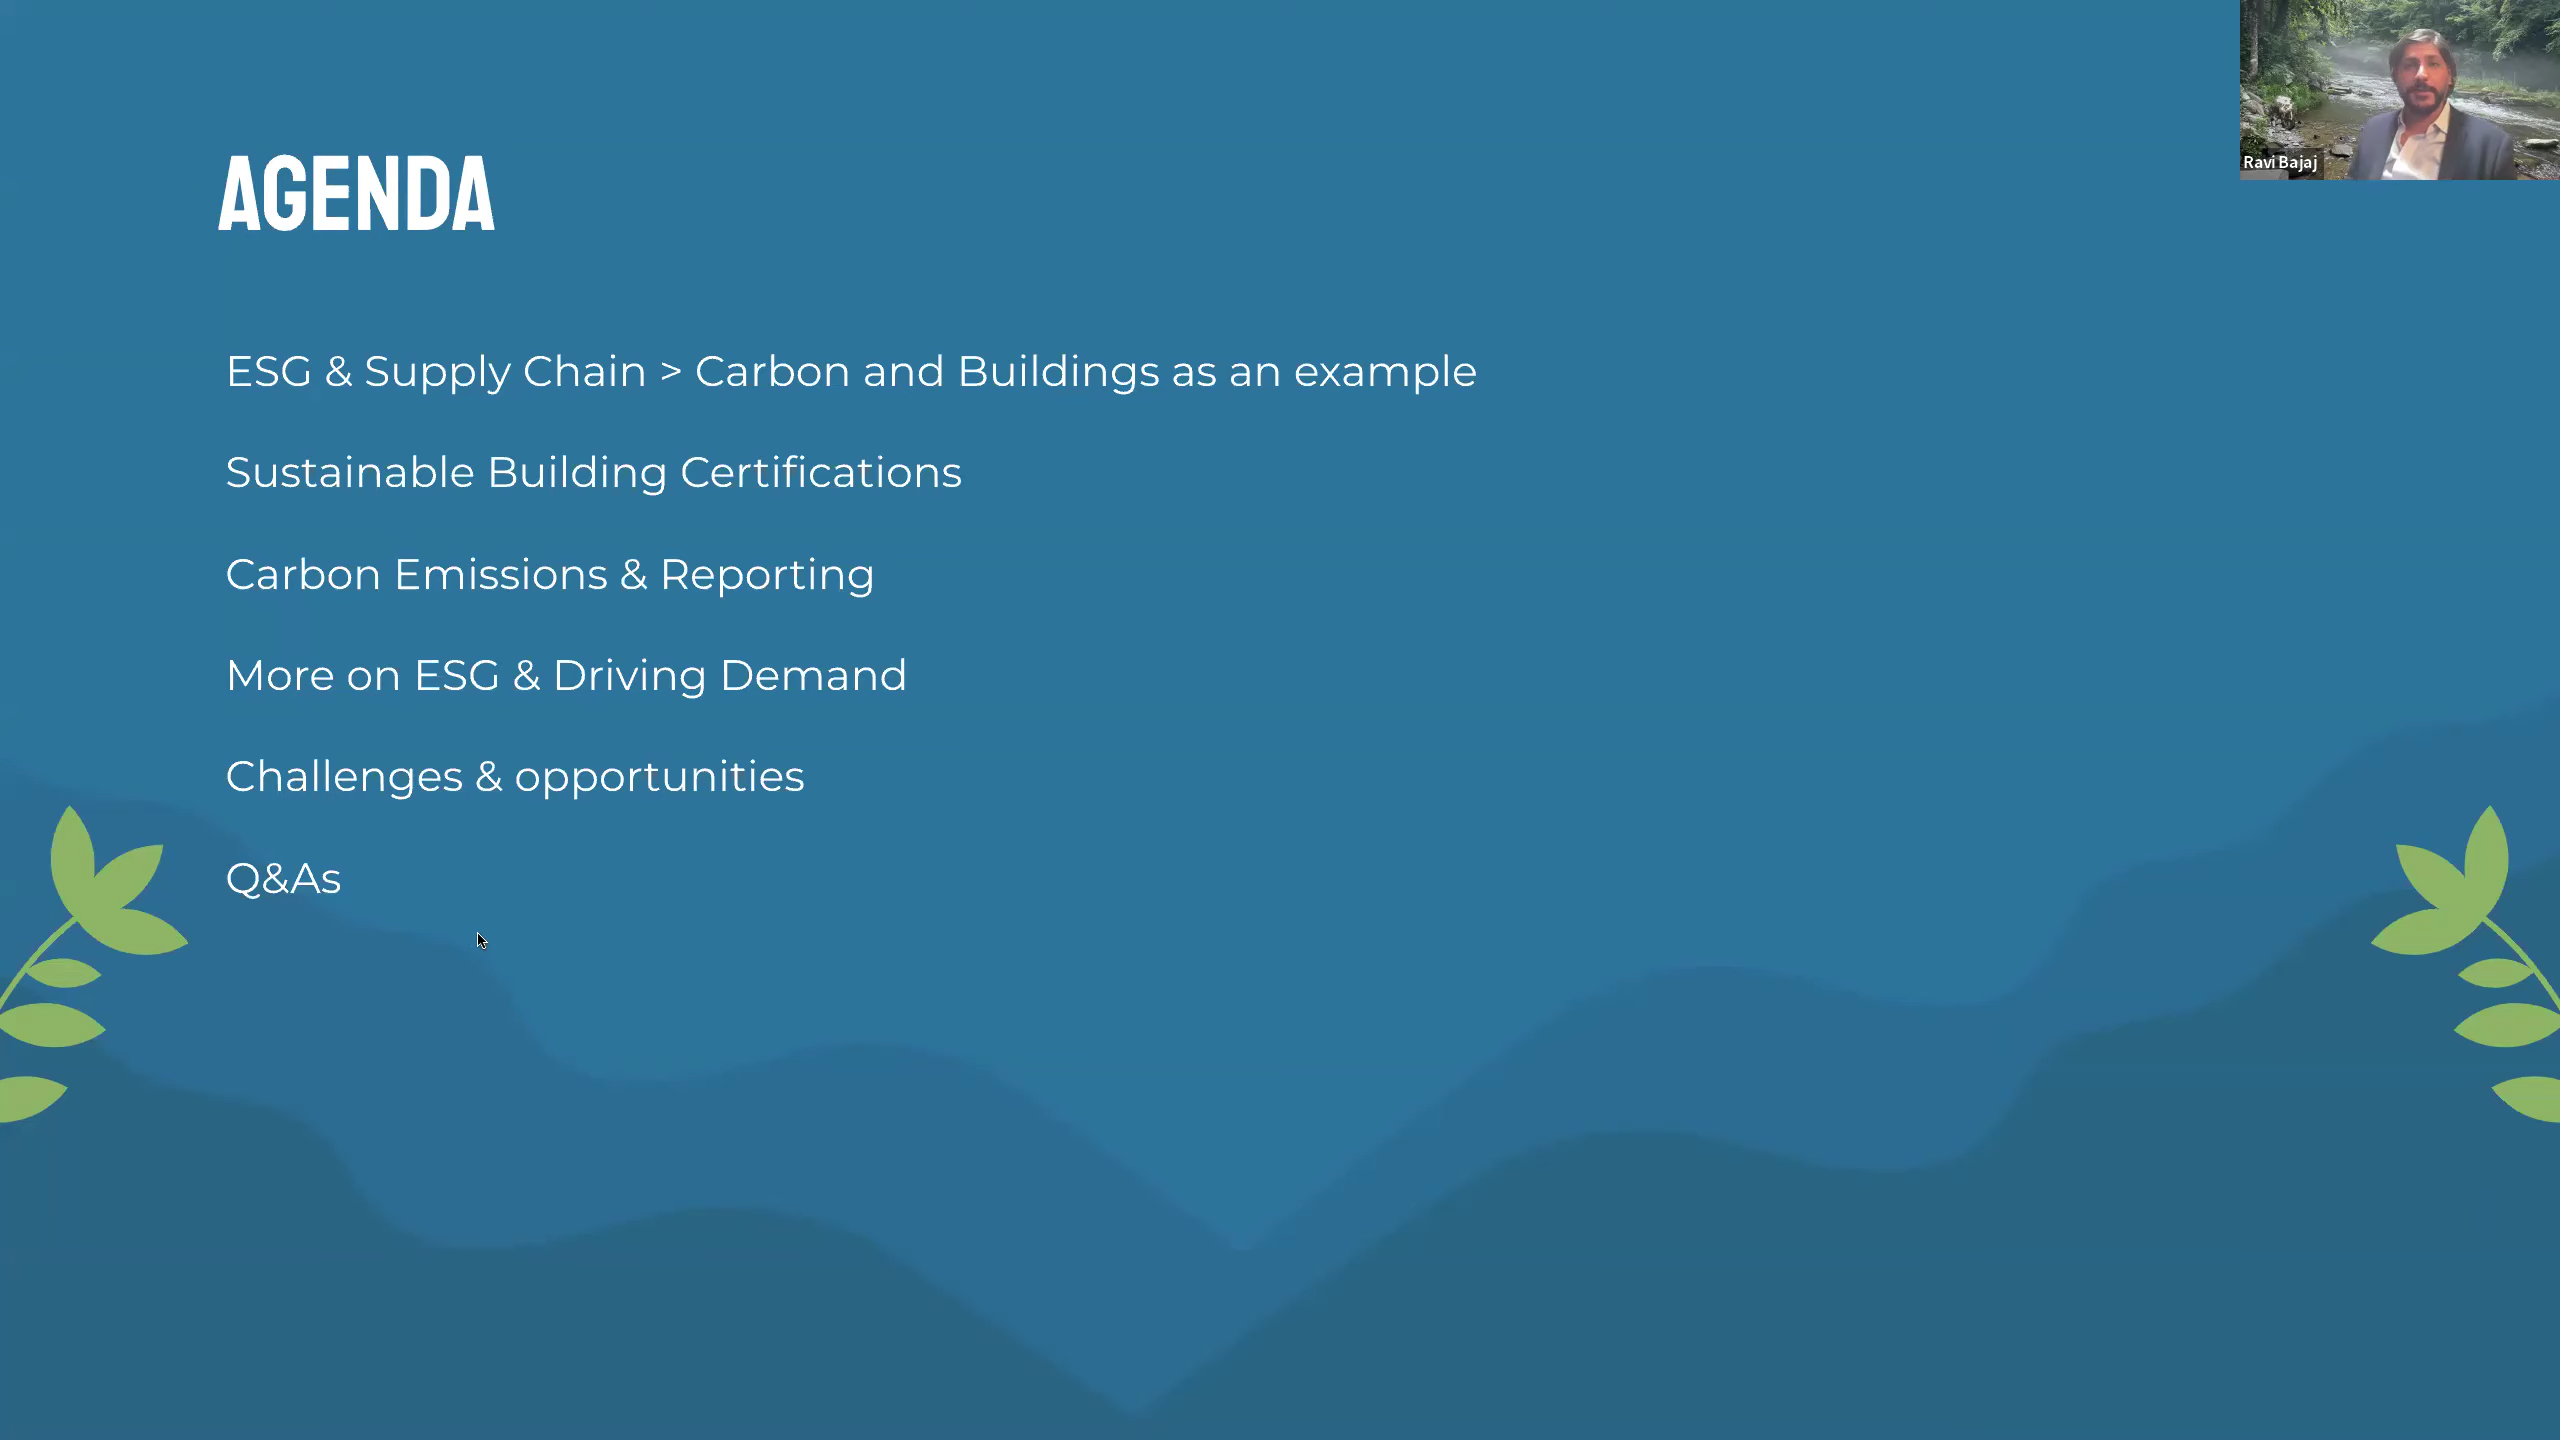 AGENDA
Ravi Bajaj
ESG & Supply Chain > Carbon and Buildings as an example
Sustainable Building Certifications
Carbon Emissions & Reporting
More on ESG & Driving Demand
Challenges & opportunities
Q&As